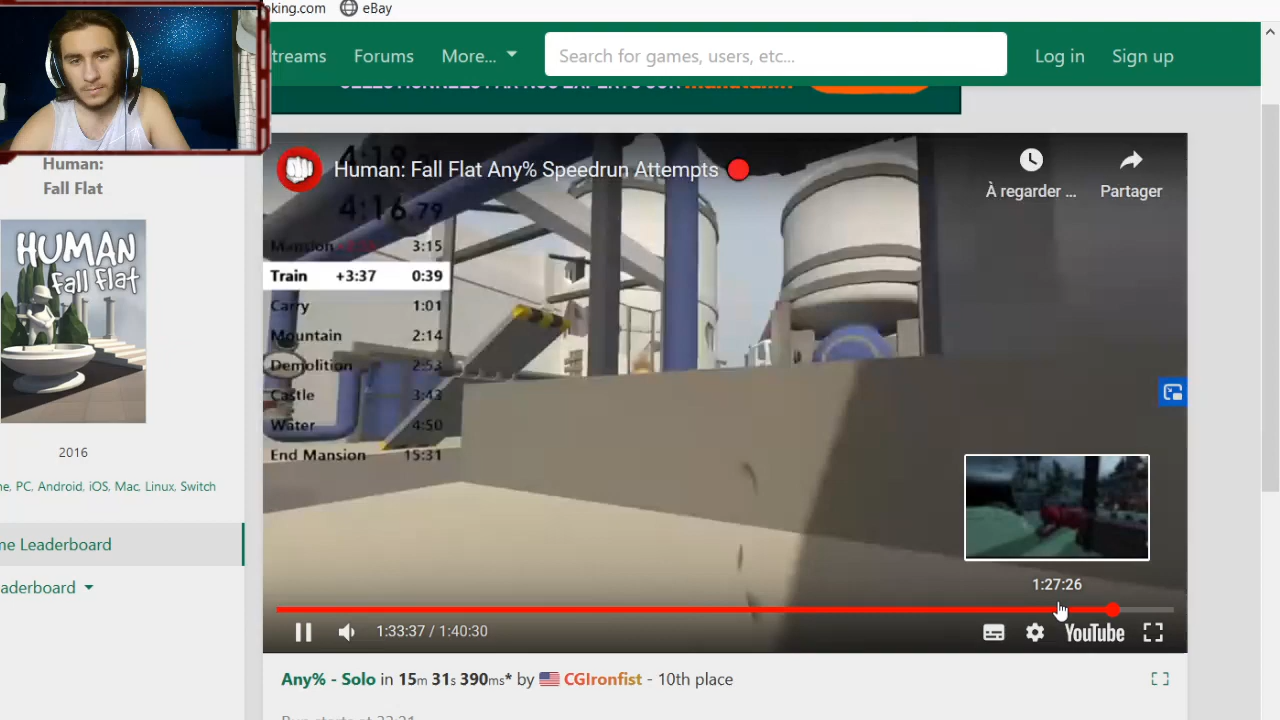 oking.com eBay
treams Forums More... Search for games, users, etc... Log in Sign up
Human:
Fall Flat
HUMAN
fall flat
2016
ne, PC, Android, iOS, Mac, Linux, Switch
me Leaderboard
aderboard
Human: Fall Flat Any% Speedrun Attempts
À regarder ... Partager
4:16.79
Mansion 3:15
Train +3:37 0:39
Carry 1:01
Mountain 2:14
Demolition 2:53
Castle 3:43
Water 4:50
End Mansion 15:31
1:27:26
1:33:37 / 1:40:30
YouTube
Any% - Solo in 15m 31s 390ms* by CGIronfist - 10th place